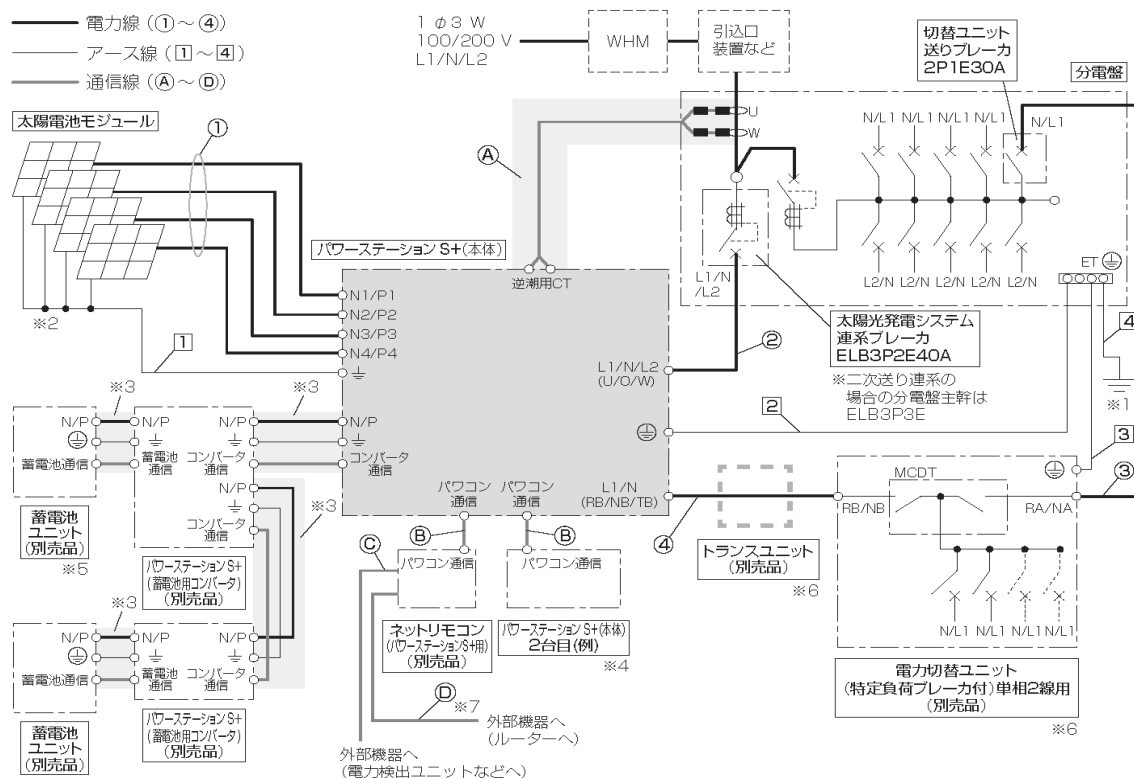 電力線（①～④）
アース線（1～4）
通信線（Ⓐ～Ⓓ）
1φ3W
100/200 V
L1/N/L2
WHM
引込口
装置など
切替ユニット
送りブレーカ
2P1E30A
分電盤
太陽電池モジュール
①
Ⓐ
U
W
N/L1 N/L1 N/L1 N/L1 N/L1
パワーステーション S+(本体)
逆潮用CT
L1/N
/L2
L2/N L2/N L2/N L2/N L2/N
ET
※2
1
N1/P1
N2/P2
N3/P3
N4/P4
②
太陽光発電システム
連系ブレーカ
ELB3P2E40A
※二次送り連系の
場合の分電盤主幹は
ELB3P3E
4
※1
L1/N/L2
(U/O/W)
2
3
※3
※3
N/P
N/P
N/P
N/P
蓄電池通信
蓄電池
通信
コンバータ
通信
コンバータ
通信
N/P
コンバータ
通信
※3
パワコン
通信
パワコン
通信
L1/N
(RB/NB/TB)
④
MCDT
RB/NB
RA/NA
③
トランスユニット
(別売品)
※6
N/L1 N/L1 N/L1 N/L1
蓄電池
ユニット
(別売品)
※5
パワーステーション S+
(蓄電池用コンバータ)
(別売品)
Ⓒ
Ⓑ
Ⓑ
パワコン通信
パワコン通信
ネットリモコン
(パワーステーションS+用)
(別売品)
パワーステーション S+(本体)
2台目(例)
※4
電力切替ユニット
(特定負荷ブレーカ付)単相2線用
(別売品)
※6
※3
N/P
N/P
N/P
蓄電池通信
蓄電池
通信
コンバータ
通信
蓄電池
ユニット
(別売品)
パワーステーション S+
(蓄電池用コンバータ)
(別売品)
Ⓓ
※7
外部機器へ
(ルーターへ)
外部機器へ
(電力検出ユニットなどへ)